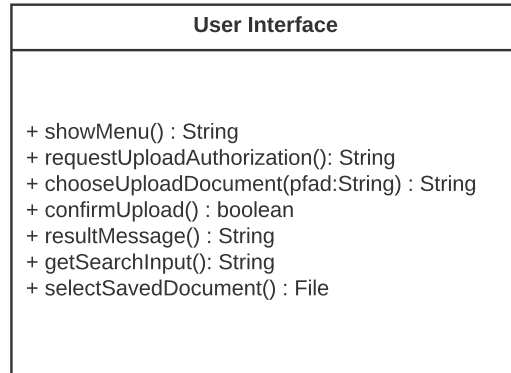 User Interface
+ showMenu() : String
+ requestUploadAuthorization(): String
+ chooseUploadDocument(pfad:String) : String
+ confirmUpload() : boolean
+ resultMessage() : String
+ getSearchInput(): String
+ selectSavedDocument() : File